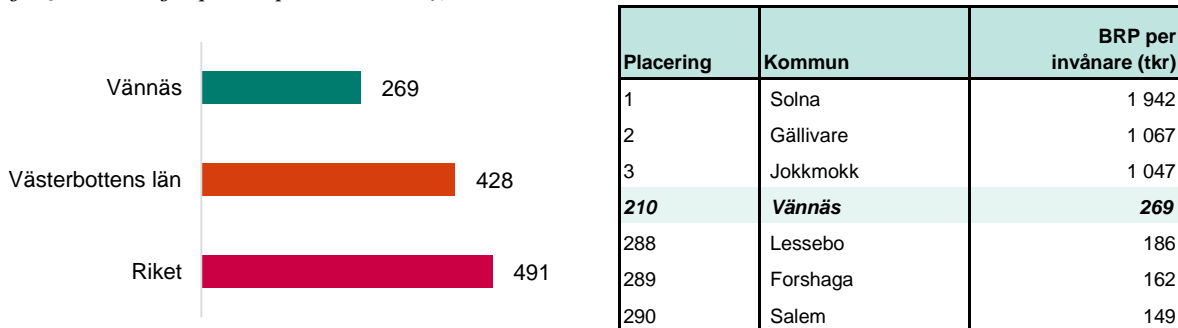 Vännäs 269
Västerbottens län 428
Riket 491
Placering Kommun BRP per invånare (tkr)
1 Solna 1 942
2 Gällivare 1 067
3 Jokkmokk 1 047
210 Vännäs 269
288 Lessebo 186
289 Forshaga 162
290 Salem 149